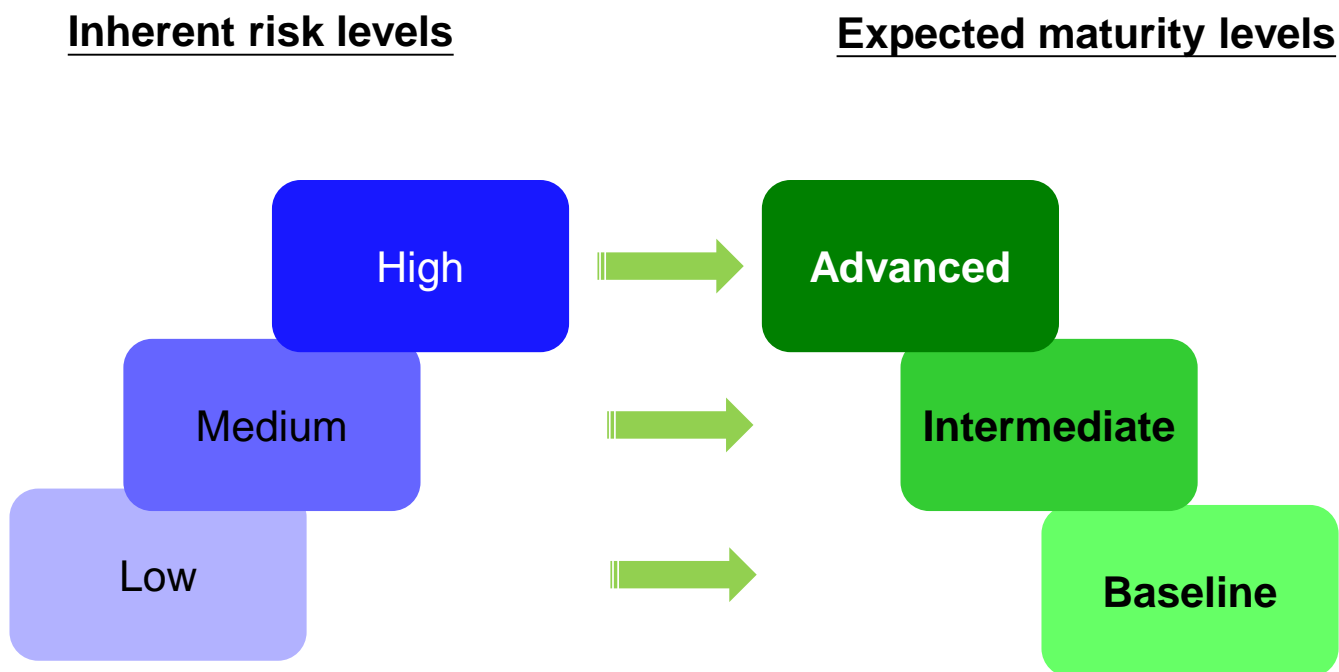 Inherent risk levels
Expected maturity levels
High
Advanced
Medium
Intermediate
Low
Baseline